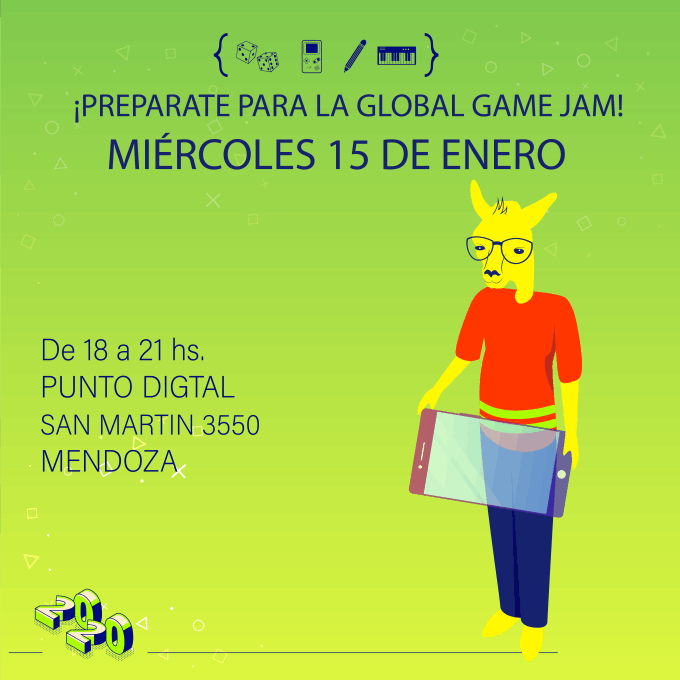 ¡PREPARATE PARA LA GLOBAL GAME JAM!
MIÉRCOLES 15 DE ENERO
De 18 a 21 hs.
PUNTO DIGTAL
SAN MARTIN 3550
MENDOZA
2020